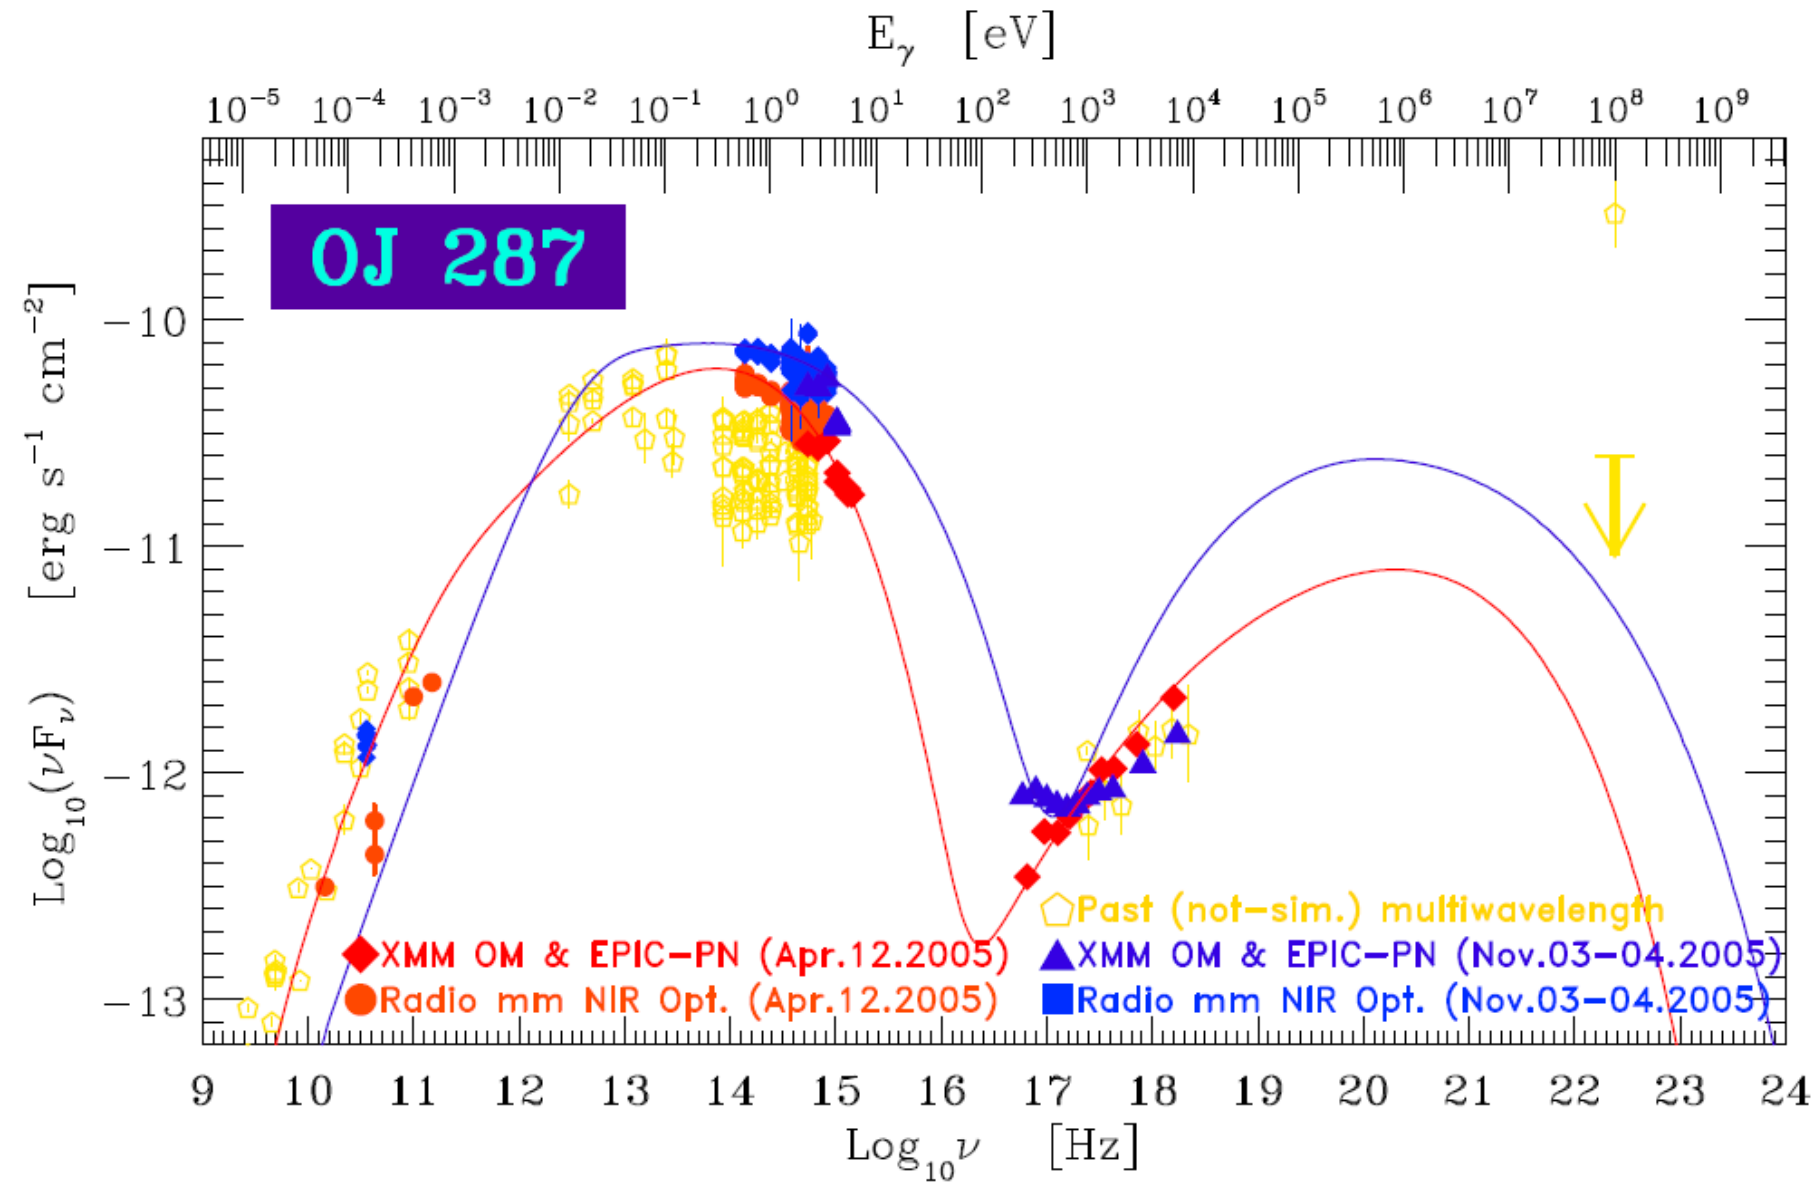 E_γ [eV]
10^−5 10^−4 10^−3 10^−2 10^−1 10^0 10^1 10^2 10^3 10^4 10^5 10^6 10^7 10^8 10^9
OJ 287
Log_10(νF_ν) [erg s^−1 cm^−2]
−10
−11
−12
−13
Past (not−sim.) multiwavelength
XMM OM & EPIC−PN (Apr.12.2005)
XMM OM & EPIC−PN (Nov.03−04.2005)
Radio mm NIR Opt. (Apr.12.2005)
Radio mm NIR Opt. (Nov.03−04.2005)
9 10 11 12 13 14 15 16 17 18 19 20 21 22 23 24
Log_10 ν [Hz]